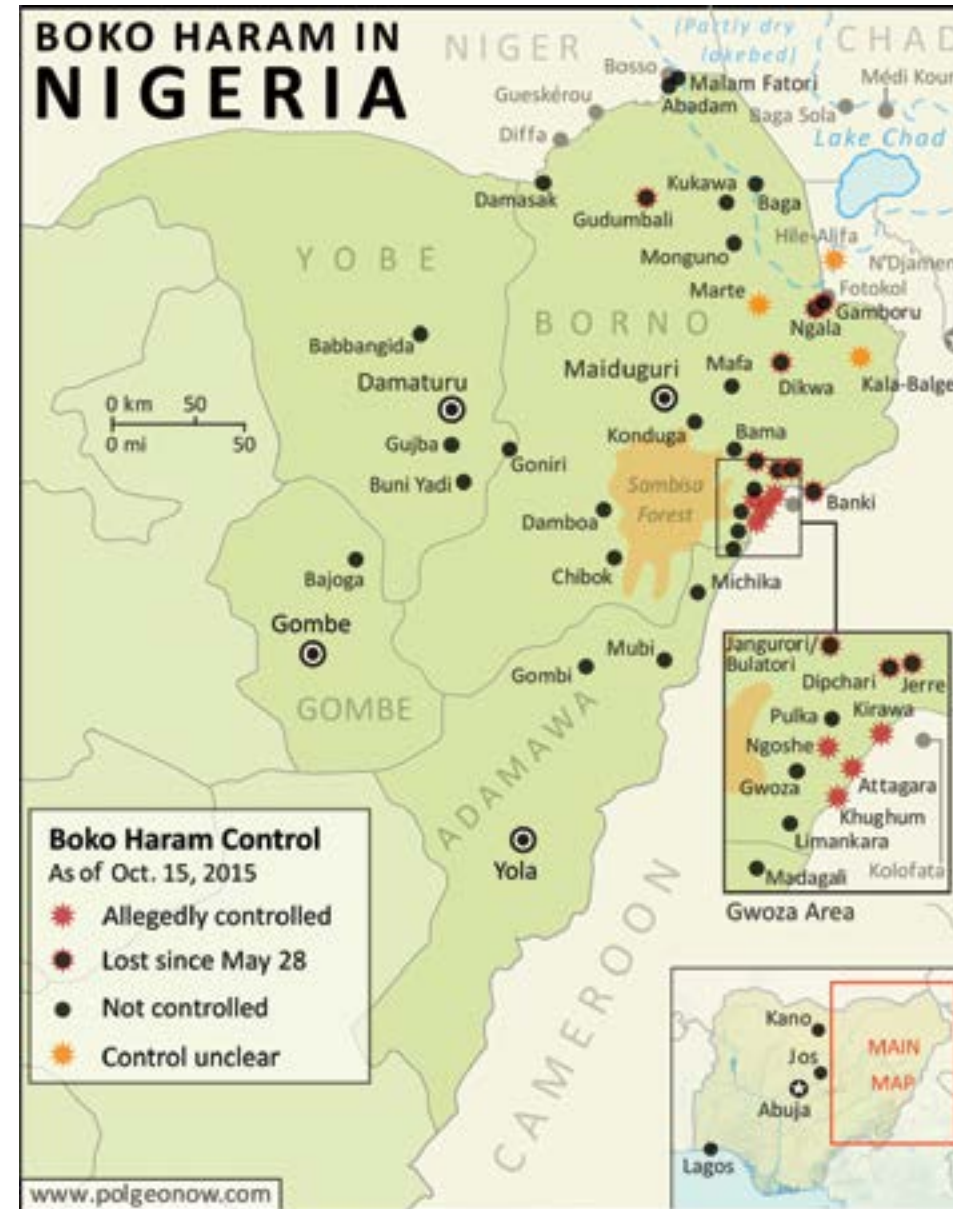 BOKO HARAM IN
NIGERIA
NIGER
(Partly dry
lakebed)
CHAD
Bosso
Malam Fatori
Abadam
Médi Kour
Gueskérou
Baga Sola
Diffa
Lake Chad
Damasak
Kukawa
Baga
Gudumbali
Hile-Alifa
Monguno
N'Djamen
YOBE
Marte
Fotokol
Gamboru
BORNO
Ngala
Babbangida
Maiduguri
Mafa
Damaturu
Dikwa
Kala-Balge
0 km 50
0 mi 50
Konduga
Bama
Gujba
Goniri
Buni Yadi
Sambisa
Forest
Banki
Damboa
Bajoga
Chibok
Michika
Gombe
Mubi
Gombi
GOMBE
ADAMAWA
Yola
CAMEROON
Jangurori/
Bulatori
Dipchari
Jerre
Pulka
Kirawa
Ngoshe
Gwoza
Attagara
Khughum
Limankara
Kolofata
Madagali
Gwoza Area
Boko Haram Control
As of Oct. 15, 2015
Allegedly controlled
Lost since May 28
Not controlled
Control unclear
Kano
Jos
MAIN
MAP
Abuja
Lagos
www.polgeonow.com